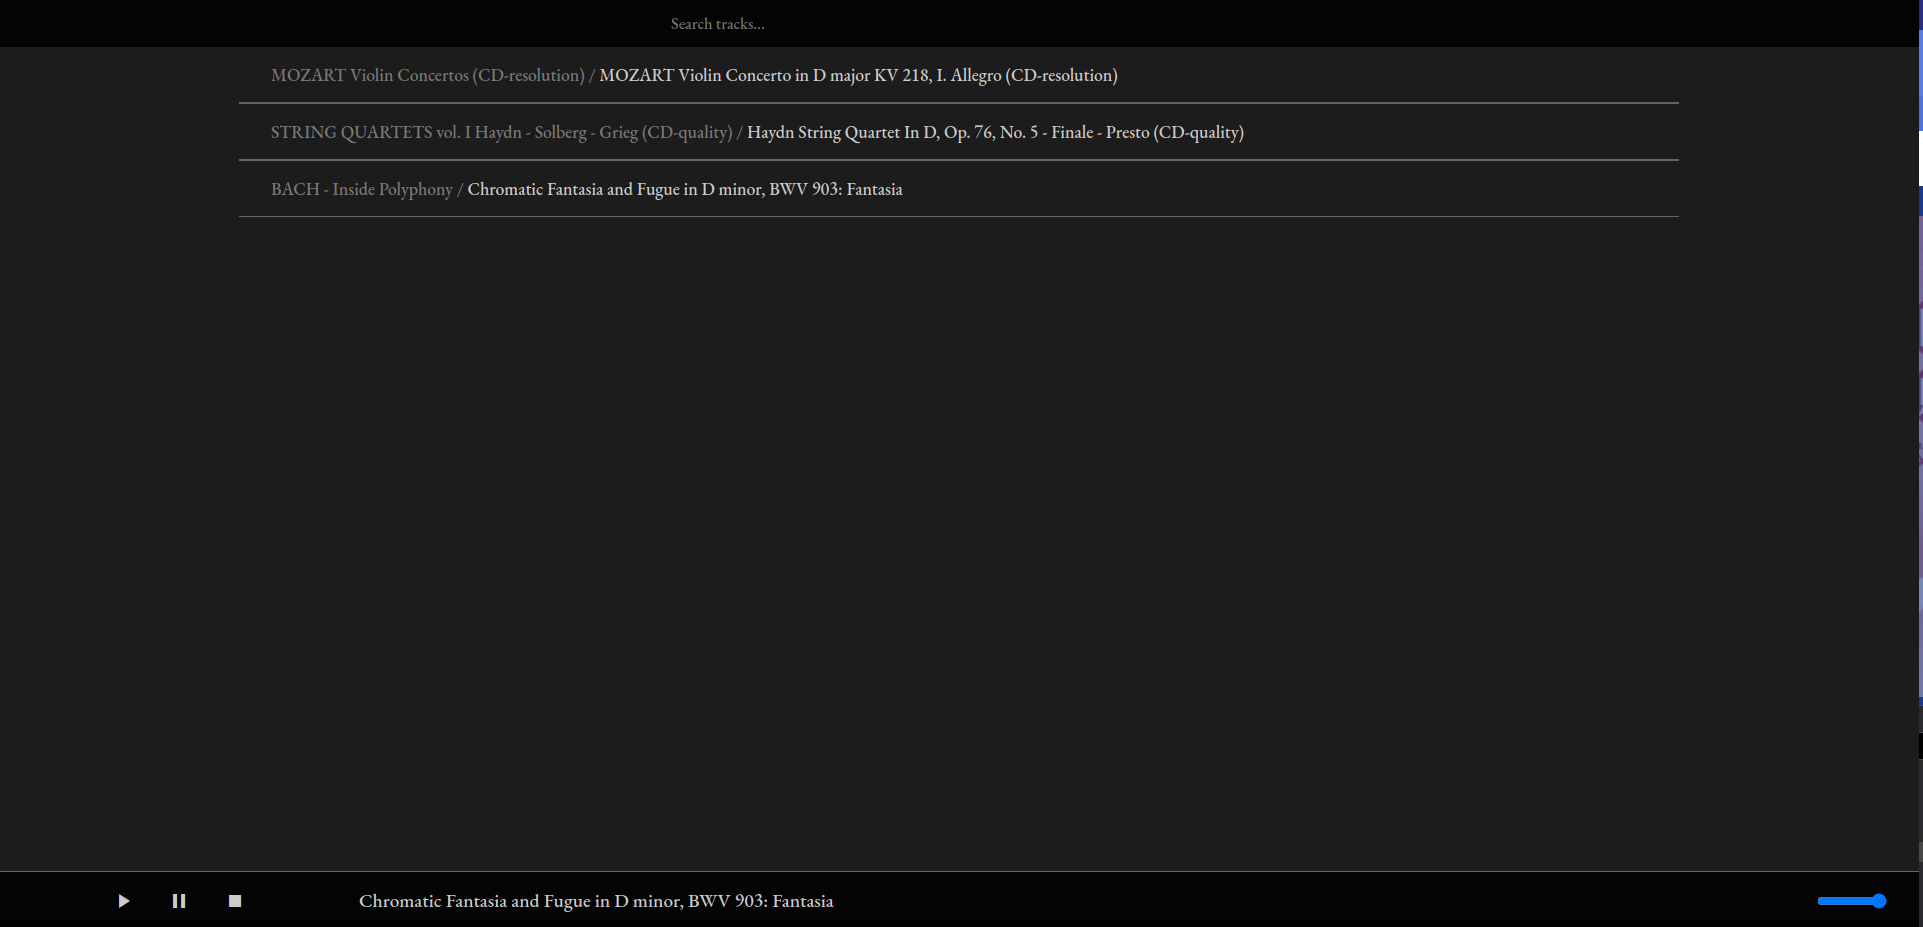 Search tracks...
MOZART Violin Concertos (CD-resolution) / MOZART Violin Concerto in D major KV 218, I. Allegro (CD-resolution)
STRING QUARTETS vol. I Haydn - Solberg - Grieg (CD-quality) / Haydn String Quartet In D, Op. 76, No. 5 - Finale - Presto (CD-quality)
BACH - Inside Polyphony / Chromatic Fantasia and Fugue in D minor, BWV 903: Fantasia
Chromatic Fantasia and Fugue in D minor, BWV 903: Fantasia